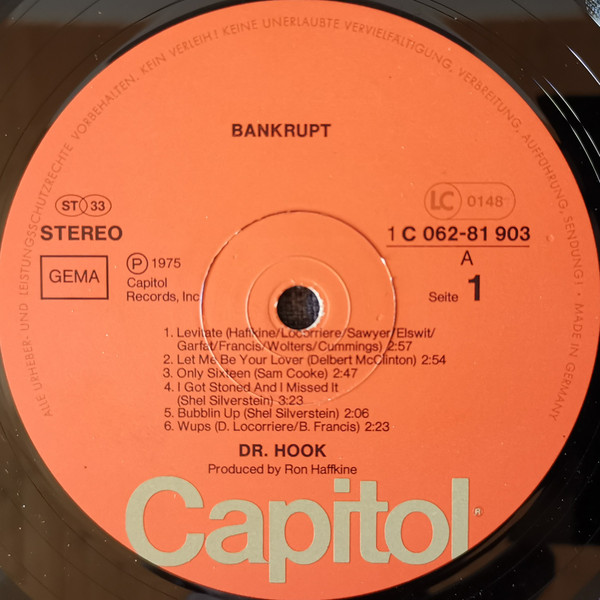 ALLE URHEBER- UND LEISTUNGSSCHUTZRECHTE VORBEHALTEN. KEIN VERLEIH! KEINE UNERLAUBTE VERVIELFÄLTIGUNG, VERBREITUNG, AUFFÜHRUNG, SENDUNG! • MADE IN GERMANY
BANKRUPT
ST 33
LC 0148
STEREO
1 C 062-81 903
GEMA
P 1975
Capitol
Records, Inc
A
Seite 1
1. Levitate (Haffkine/Locorriere/Sawyer/Elswit/
Garfat/Francis/Wolters/Cummings) 2:57
2. Let Me Be Your Lover (Delbert McClinton) 2:54
3. Only Sixteen (Sam Cooke) 2:47
4. I Got Stoned And I Missed It
(Shel Silverstein) 3:23
5. Bubblin Up (Shel Silverstein) 2:06
6. Wups (D. Locorriere/B. Francis) 2:23
DR. HOOK
Produced by Ron Haffkine
Capitol®